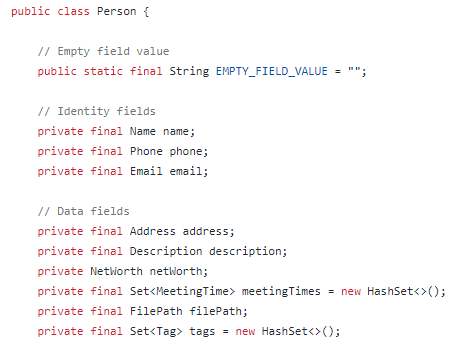 public class Person {
// Empty field value
public static final String EMPTY_FIELD_VALUE = "";
// Identity fields
private final Name name;
private final Phone phone;
private final Email email;
// Data fields
private final Address address;
private final Description description;
private NetWorth netWorth;
private final Set<MeetingTime> meetingTimes = new HashSet<>();
private final FilePath filePath;
private final Set<Tag> tags = new HashSet<>();